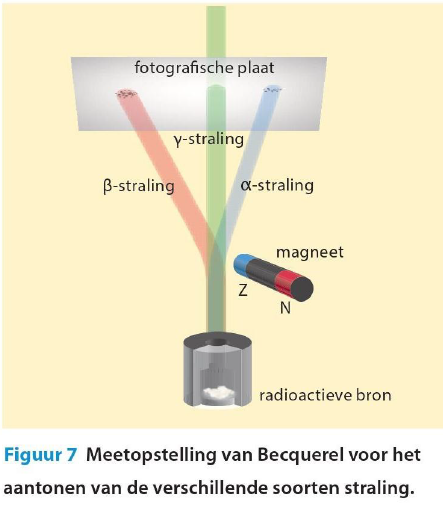 fotografische plaat
γ-straling
β-straling
α-straling
magneet
Z
N
radioactieve bron
Figuur 7 Meetopstelling van Becquerel voor het
aantonen van de verschillende soorten straling.